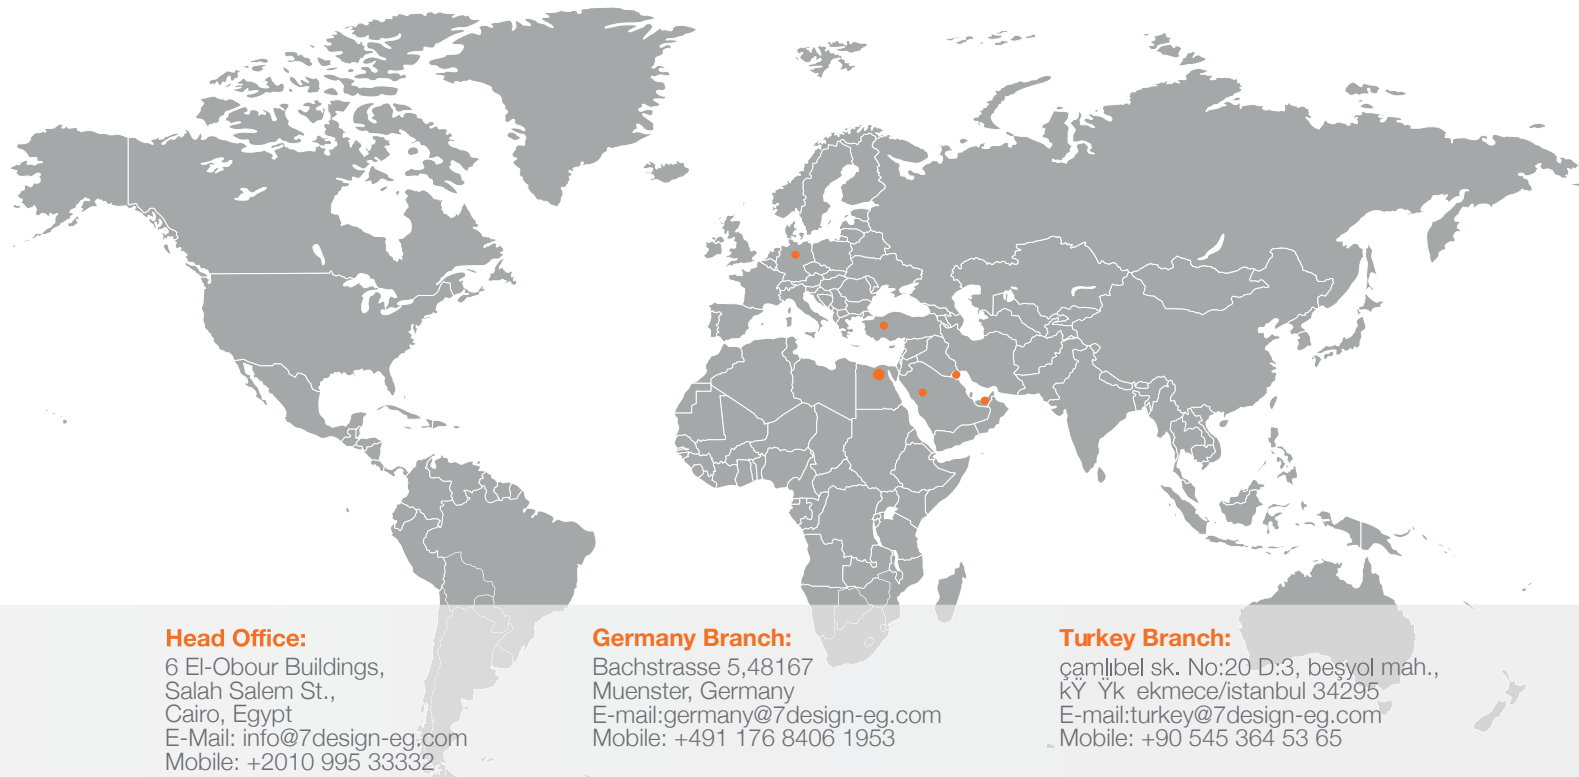 Head Office:
6 El-Obour Buildings,
Salah Salem St.,
Cairo, Egypt
E-Mail: info@7design-eg.com
Mobile: +2010 995 33332
Germany Branch:
Bachstrasse 5,48167
Muenster, Germany
E-mail:germany@7design-eg.com
Mobile: +491 176 8406 1953
Turkey Branch:
çamlıbel sk. No:20 D:3, beşyol mah.,
kŸ Ÿk ekmece/istanbul 34295
E-mail:turkey@7design-eg.com
Mobile: +90 545 364 53 65